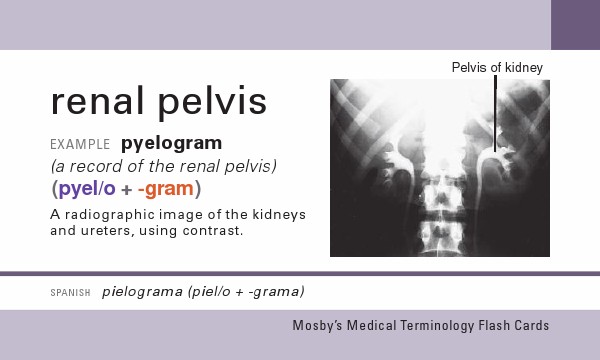 Pelvis of kidney
renal pelvis
EXAMPLE pyelogram
(a record of the renal pelvis)
(pyel/o + -gram)
A radiographic image of the kidneys
and ureters, using contrast.
SPANISH pielograma (piel/o + -grama)
Mosby's Medical Terminology Flash Cards